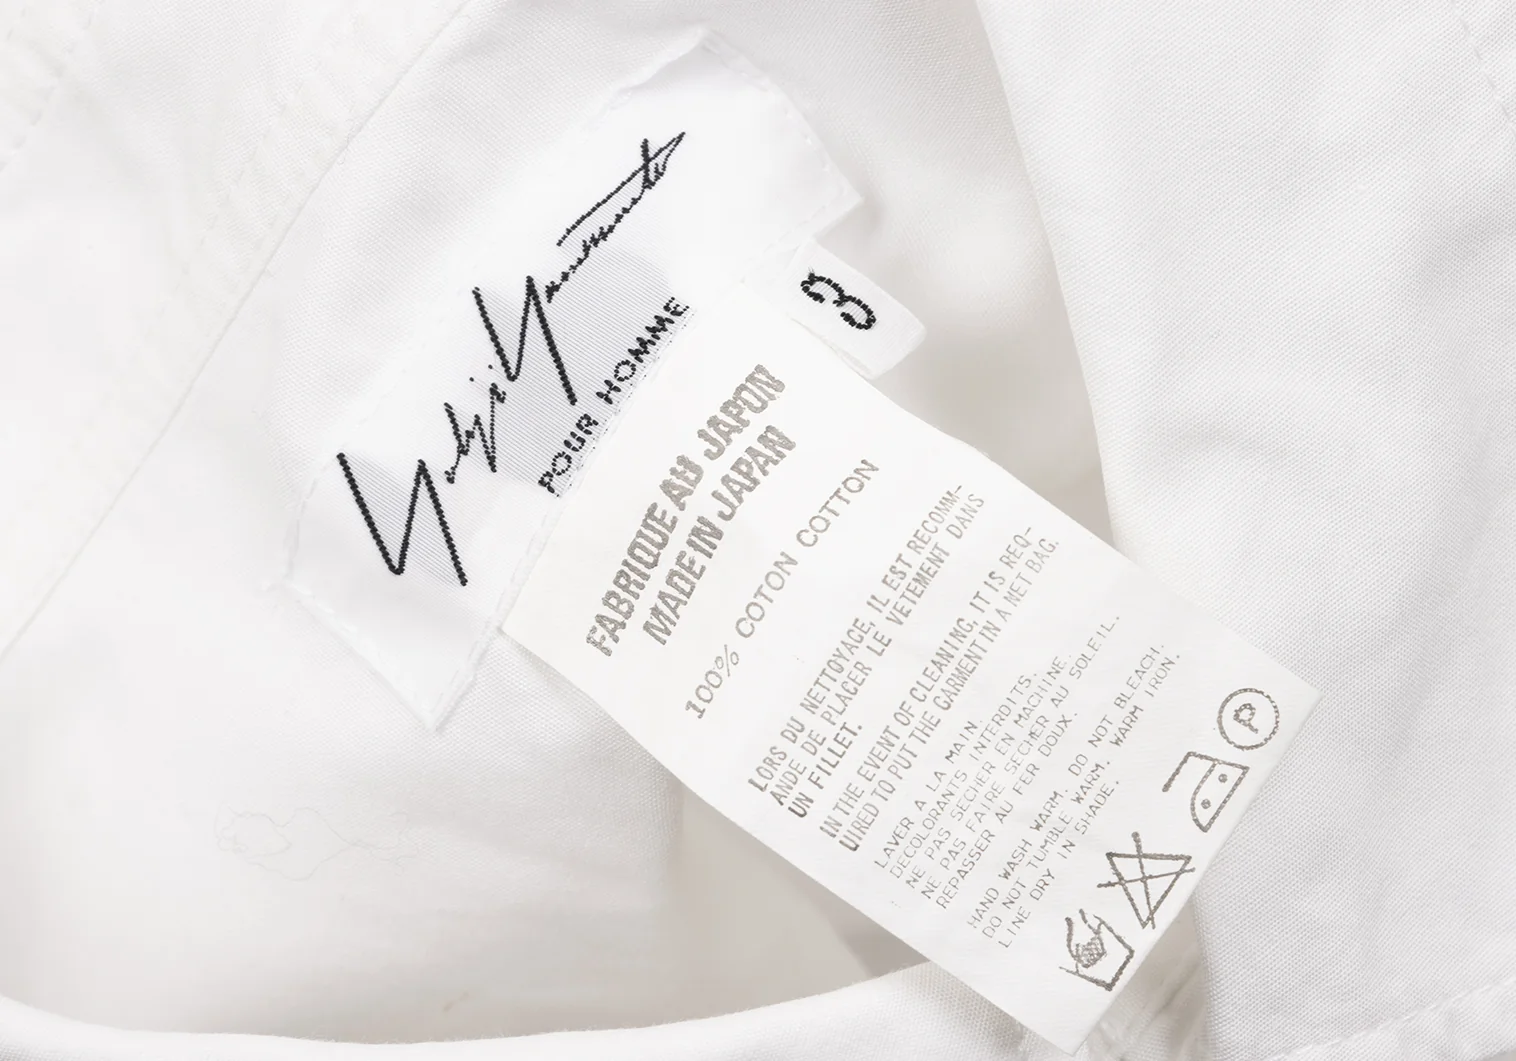 Yohji Yamamoto
POUR HOMME
3
FABRIQUE AU JAPON
MADE IN JAPAN
100% COTON COTTON
LORS DU NETTOYAGE, IL EST RECOMM-
ANDE DE PLACER LE VETEMENT DANS
UN FILLET.
IN THE EVENT OF CLEANING, IT IS REQ-
UIRED TO PUT THE GARMENT IN A NET BAG.
LAVER A LA MAIN
DECOLORANTS INTERDITS.
NE PAS SECHER EN MACHINE.
NE PAS FAIRE SECHER AU SOLEIL.
REPASSER AU FER DOUX.
HAND WASH WARM. DO NOT BLEACH.
DO NOT TUMBLE WARM. WARM IRON.
LINE DRY IN SHADE.
P